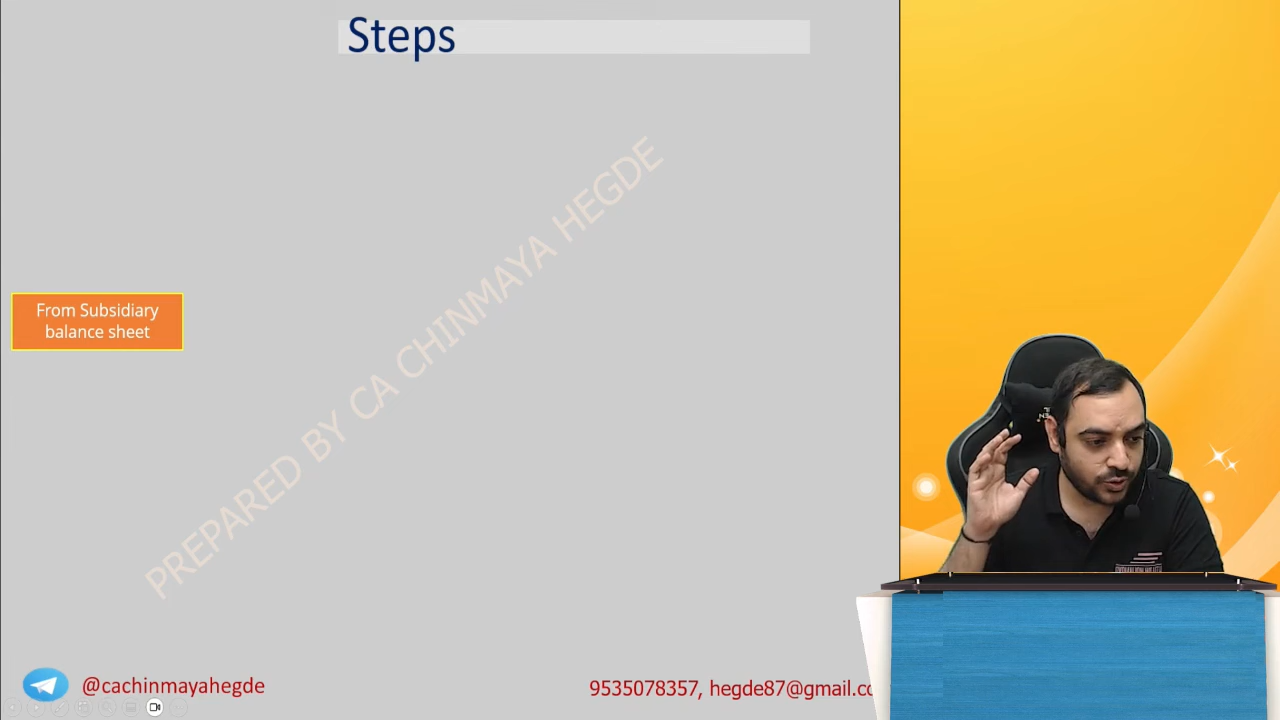 Steps
PREPARED BY CA CHINMAYA HEGDE
From Subsidiary
balance sheet
@cachinmayahegde
9535078357, hegde87@gmail.co